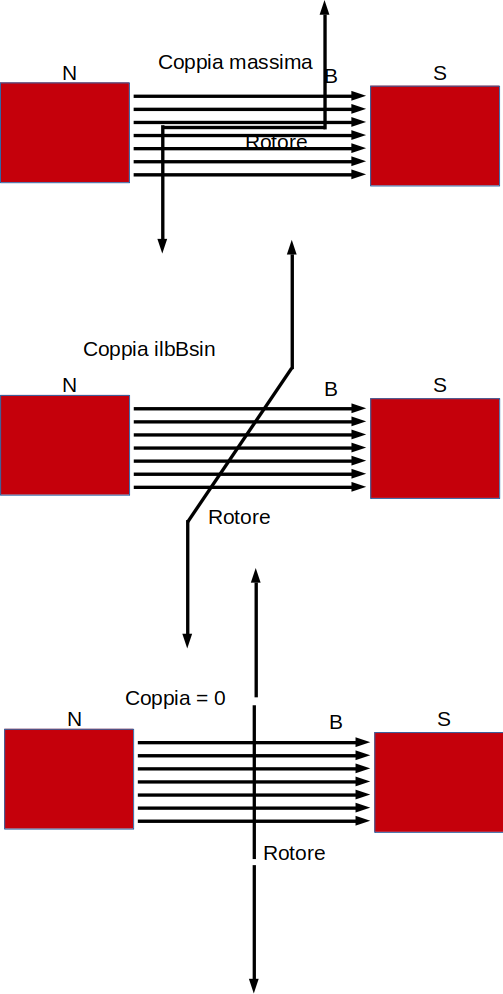 N
Coppia massima
B
S
Rotore
Coppia ilbBsin
N
B
S
Rotore
Coppia = 0
N
B
S
Rotore